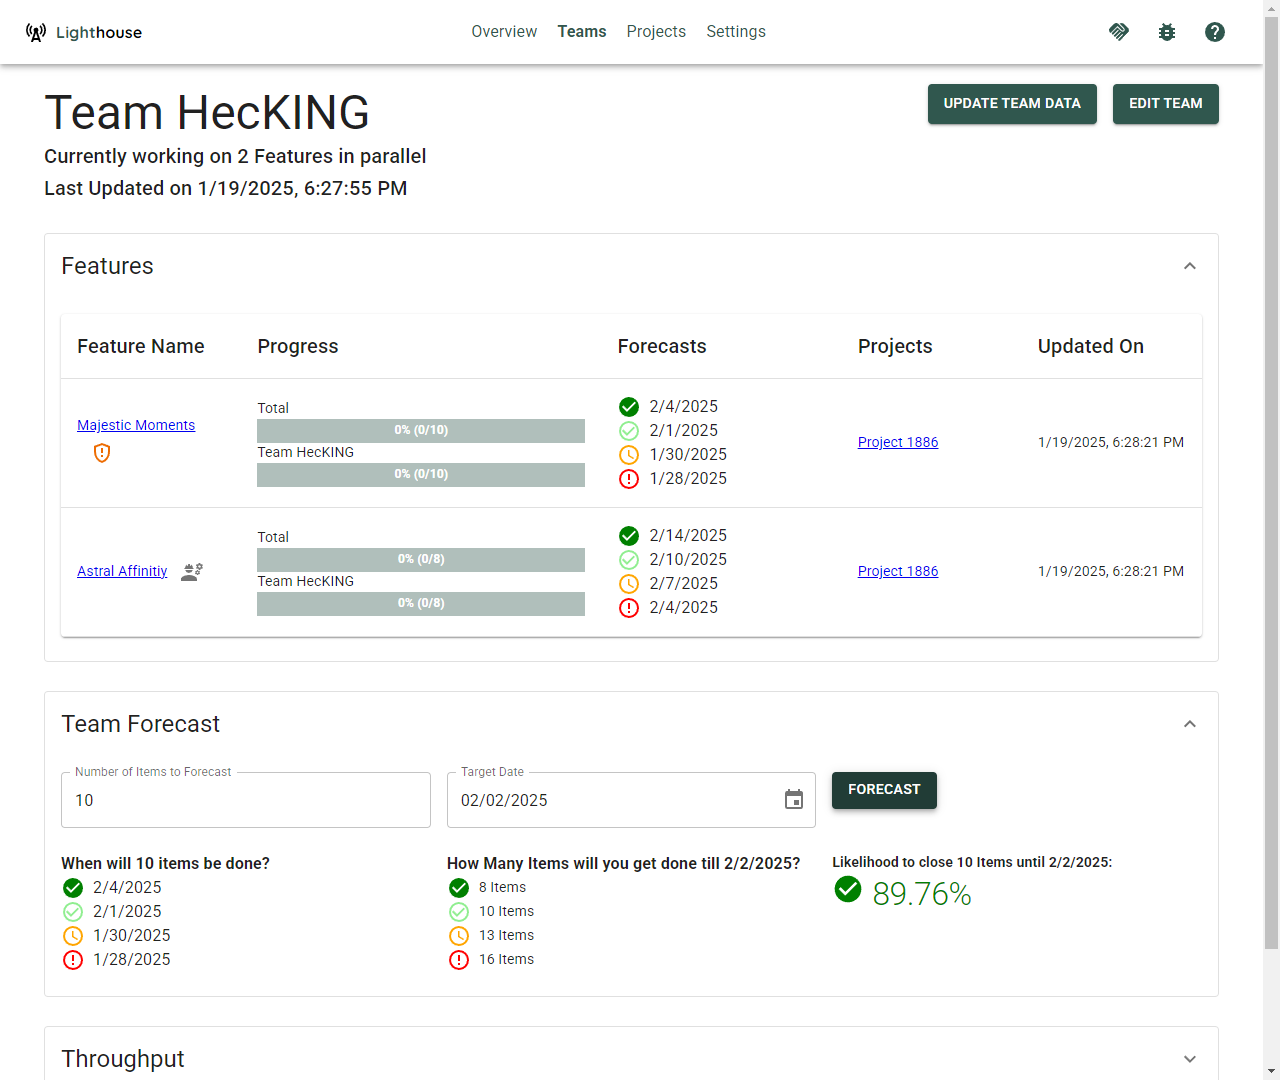 Lighthouse
Overview Teams Projects Settings
Team HecKING
UPDATE TEAM DATA
EDIT TEAM
Currently working on 2 Features in parallel
Last Updated on 1/19/2025, 6:27:55 PM
Features
Feature Name Progress Forecasts Projects Updated On
Majestic Moments
Total
0% (0/10)
Team HecKING
0% (0/10)
2/4/2025
2/1/2025
1/30/2025
1/28/2025
Project 1886
1/19/2025, 6:28:21 PM
Astral Affinitiy
Total
0% (0/8)
Team HecKING
0% (0/8)
2/14/2025
2/10/2025
2/7/2025
2/4/2025
Project 1886
1/19/2025, 6:28:21 PM
Team Forecast
Number of Items to Forecast
10
Target Date
02/02/2025
FORECAST
When will 10 items be done?
2/4/2025
2/1/2025
1/30/2025
1/28/2025
How Many Items will you get done till 2/2/2025?
8 Items
10 Items
13 Items
16 Items
Likelihood to close 10 Items until 2/2/2025:
89.76%
Throughput